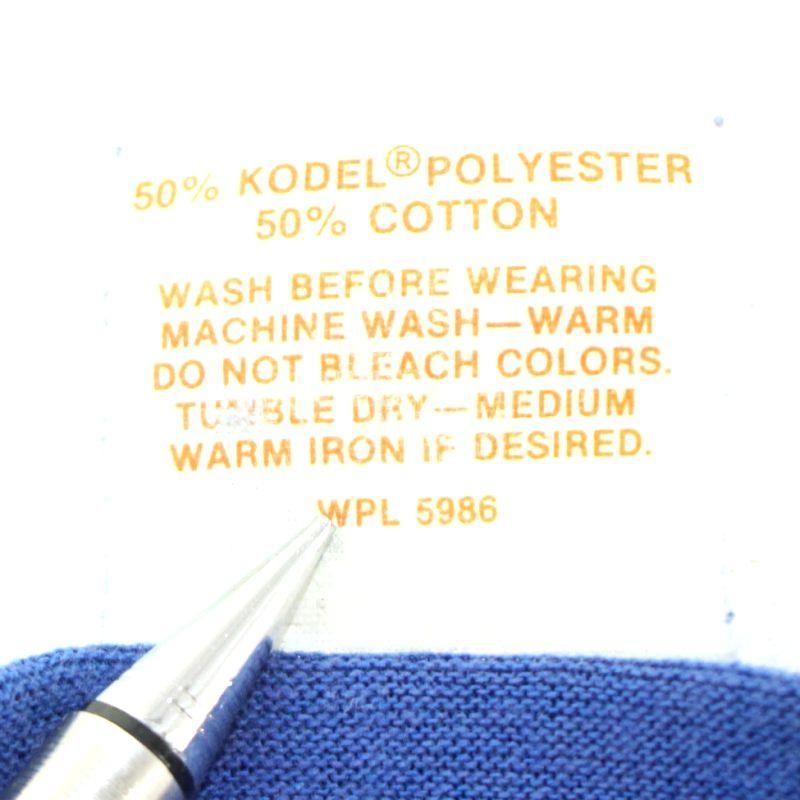 50% KODEL® POLYESTER
50% COTTON
WASH BEFORE WEARING
MACHINE WASH—WARM
DO NOT BLEACH COLORS.
TUMBLE DRY—MEDIUM
WARM IRON IF DESIRED.
WPL 5986